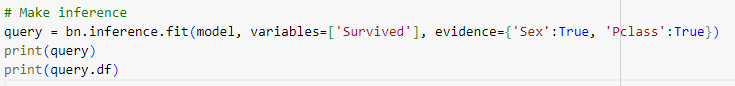 # Make inference
query = bn.inference.fit(model, variables=['Survived'], evidence={'Sex':True, 'Pclass':True})
print(query)
print(query.df)